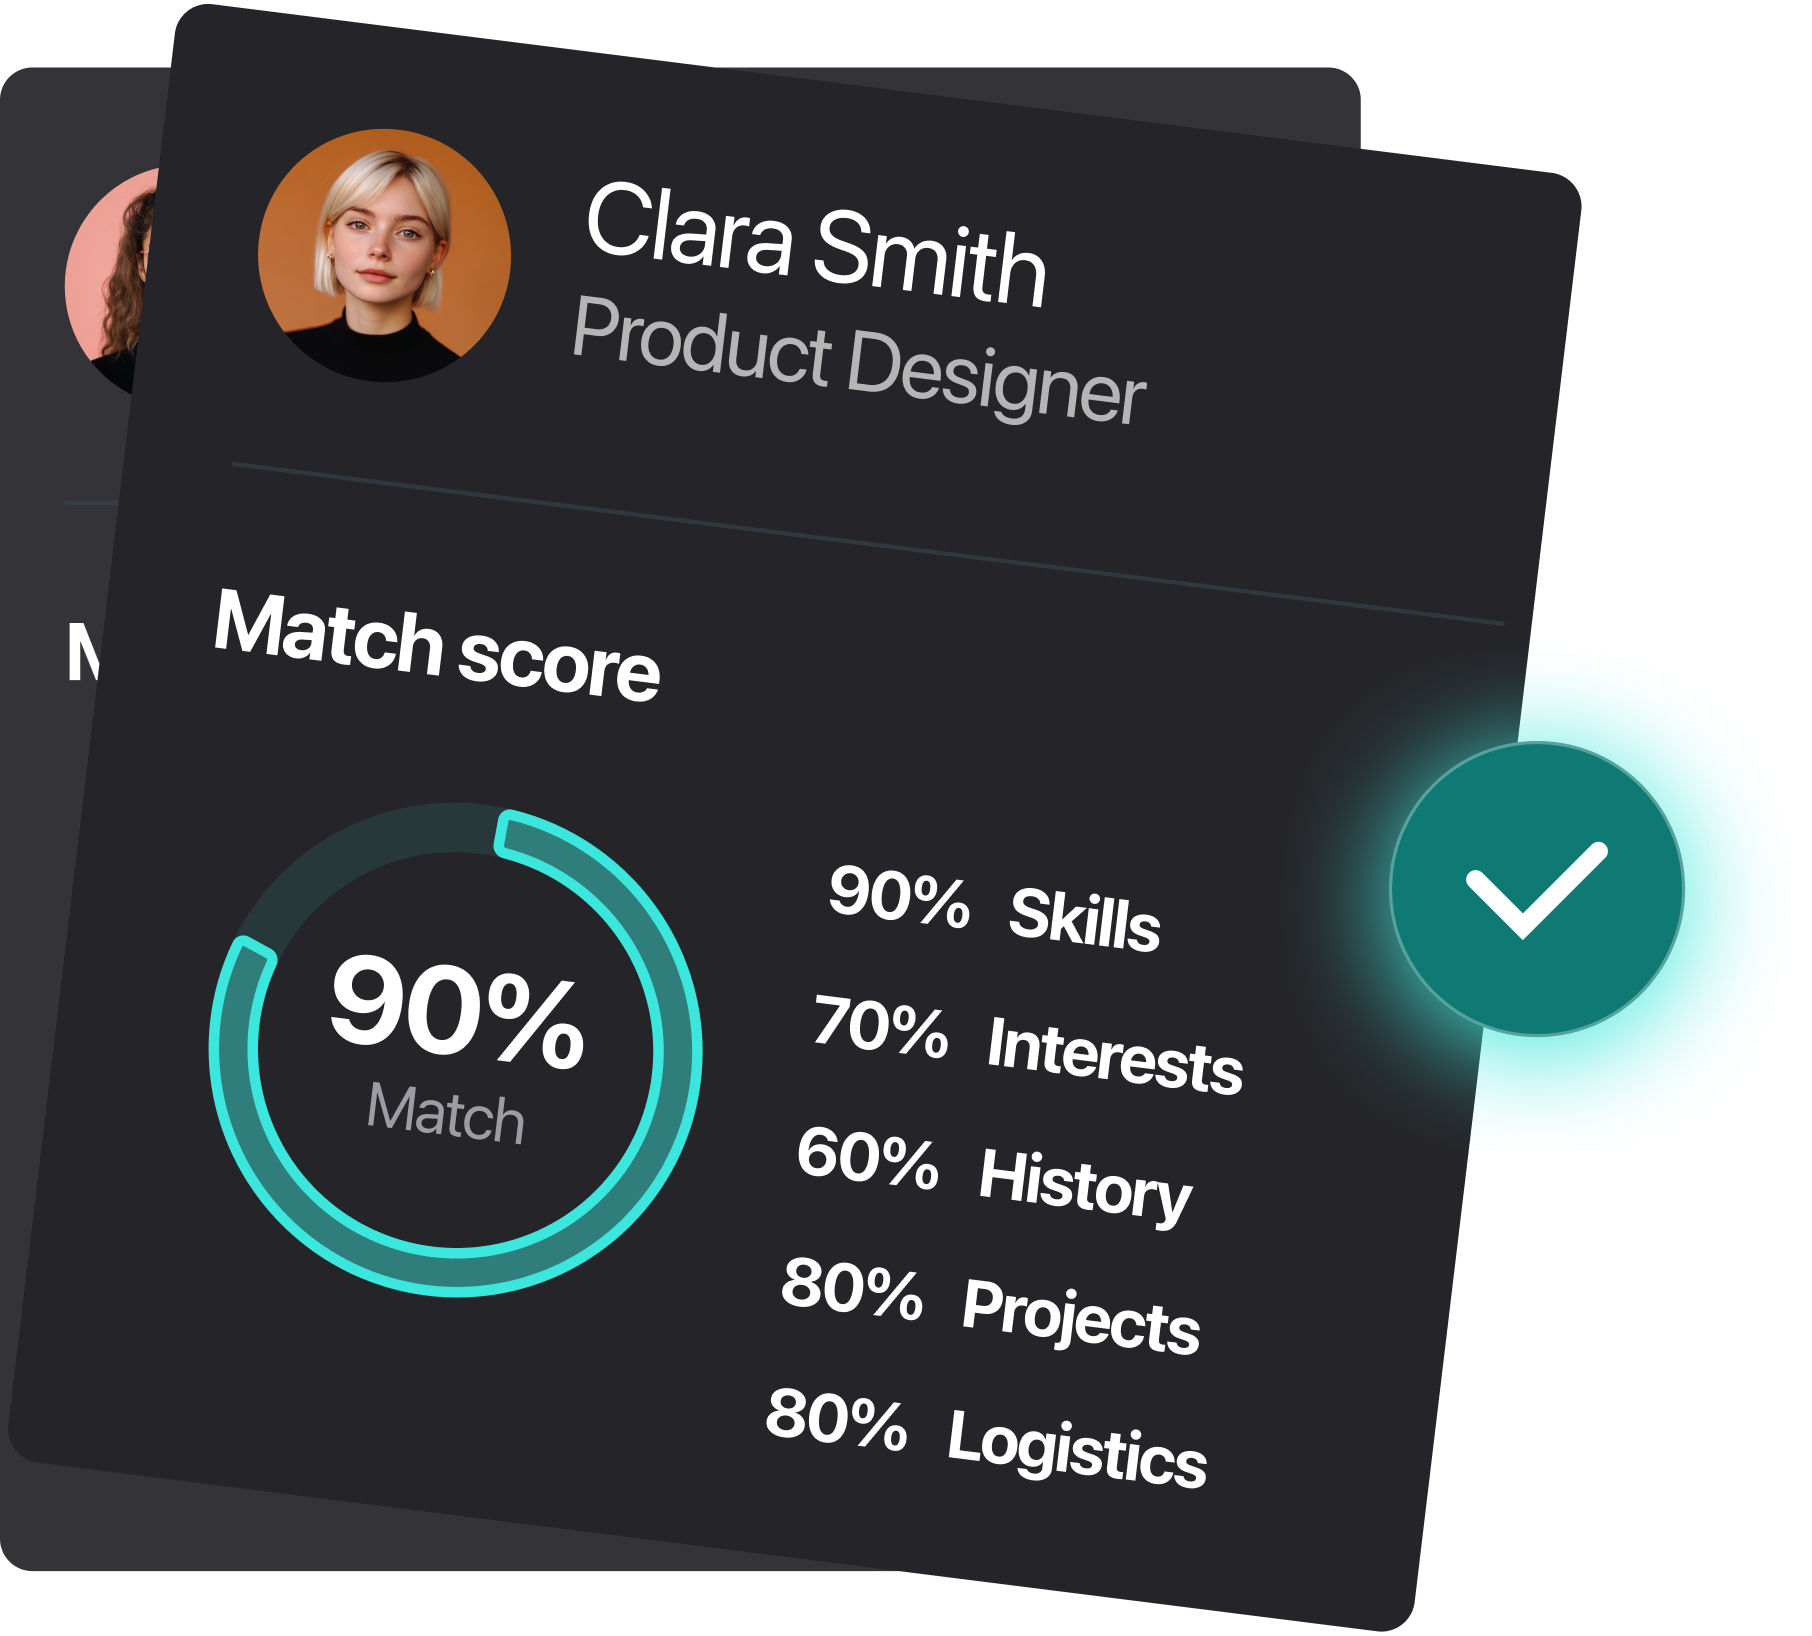 Clara Smith
Product Designer
Match score
90%
Match
90% Skills
70% Interests
60% History
80% Projects
80% Logistics